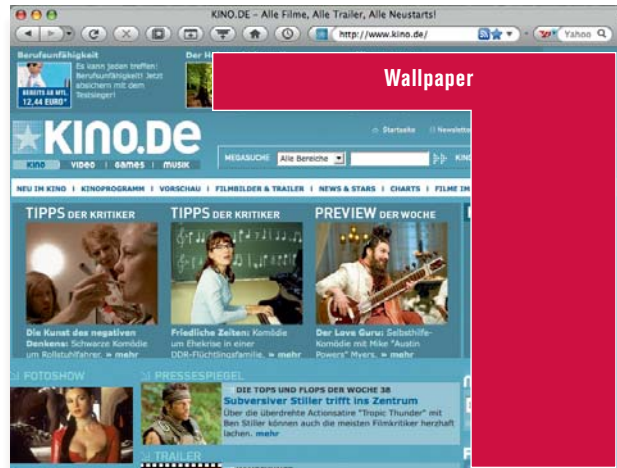 KINO.DE – Alle Filme, Alle Trailer, Alle Neustarts!
http://www.kino.de/
Yahoo
Berufsunfähigkeit
Es kann jeden treffen:
Berufsunfähigkeit! Jetzt
absichern mit dem
Testsieger!
BEREITS AB MTL.
12,44 EURO*
Der H
Wallpaper
KINO.DE
KINO VIDEO GAMES MUSIK
Startseite Newslette
MEGASUCHE Alle Bereiche KIN
NEU IM KINO | KINOPROGRAMM | VORSCHAU | FILMBILDER & TRAILER | NEWS & STARS | CHARTS | FILME IM
TIPPS DER KRITIKER
Die Kunst des negativen
Denkens: Schwarze Komödie
um Rollstuhlfahrer. » mehr
TIPPS DER KRITIKER
Friedliche Zeiten: Komödie
um Ehekrise in einer
DDR-Flüchtlingsfamilie. » mehr
PREVIEW DER WOCHE
Der Love Guru: Selbsthilfe-
Komödie mit Mike "Austin
Powers" Myers. » mehr
FOTOSHOW
PRESSESPIEGEL
DIE TOPS UND FLOPS DER WOCHE 38
Subversiver Stiller trifft ins Zentrum
Über die überdrehte Actionsatire "Tropic Thunder" mit
Ben Stiller können auch die meisten Filmkritiker herzhaft
lachen. mehr
TRAILER